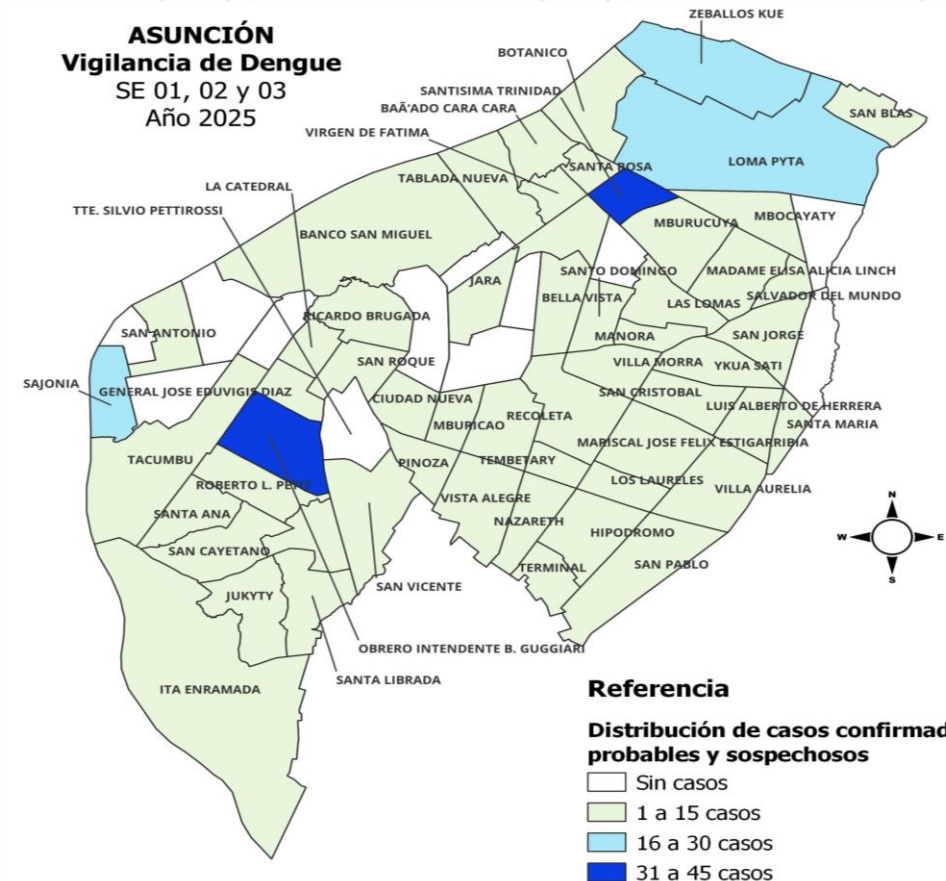 ASUNCIÓN
Vigilancia de Dengue
SE 01, 02 y 03
Año 2025
ZEBALLOS KUE
BOTANICO
SANTISIMA TRINIDAD
BAÃ'ADO CARA CARA
VIRGEN DE FATIMA
SAN BLAS
LOMA PYTA
SANTA ROSA
TABLADA NUEVA
LA CATEDRAL
TTE. SILVIO PETTIROSSI
BANCO SAN MIGUEL
MBURUCUYA
MBOCAYATY
SANTO DOMINGO
MADAME ELISA ALICIA LINCH
JARA
BELLA VISTA
LAS LOMAS
SALVADOR DEL MUNDO
RICARDO BRUGADA
SAN ANTONIO
MANORA
SAN JORGE
SAN ROQUE
VILLA MORRA
YKUA SATI
SAJONIA
GENERAL JOSE EDUVIGIS DIAZ
CIUDAD NUEVA
SAN CRISTOBAL
LUIS ALBERTO DE HERRERA
MBURICAO
RECOLETA
SANTA MARIA
MARISCAL JOSE FELIX ESTIGARRIBIA
TACUMBU
PINOZA
TEMBETARY
LOS LAURELES
ROBERTO L. PETIT
VILLA AURELIA
VISTA ALEGRE
SANTA ANA
NAZARETH
HIPODROMO
SAN CAYETANO
TERMINAL
SAN PABLO
SAN VICENTE
JUKYTY
OBRERO INTENDENTE B. GUGGIARI
SANTA LIBRADA
ITA ENRAMADA
N
W
E
S
Referencia
Distribución de casos confirmad
probables y sospechosos
Sin casos
1 a 15 casos
16 a 30 casos
31 a 45 casos